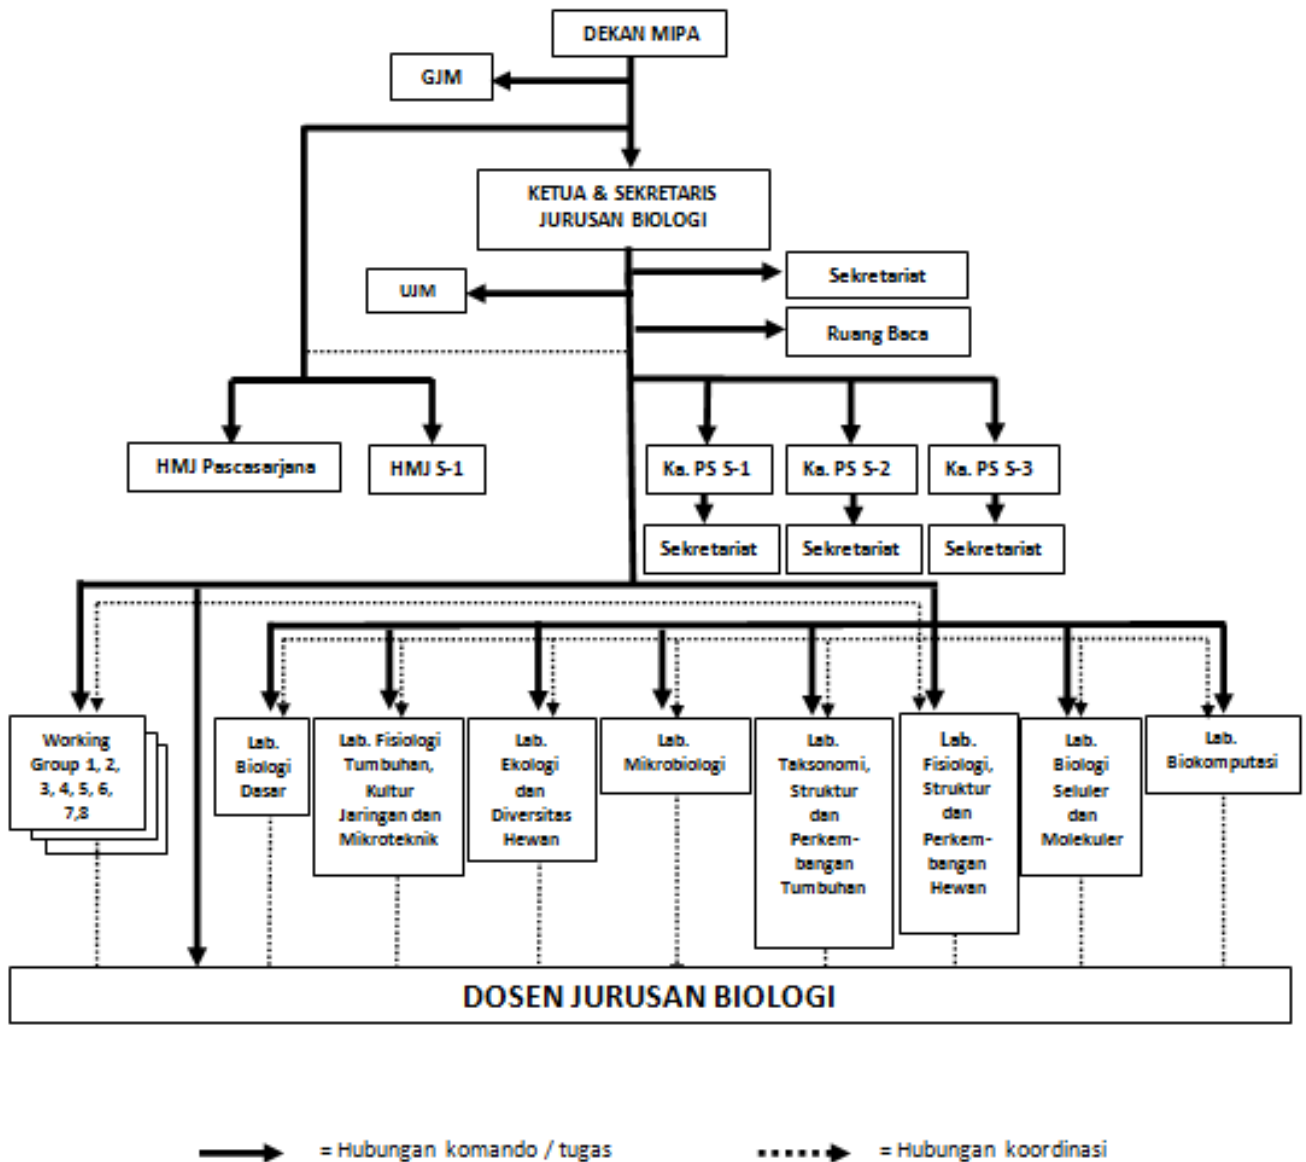 DEKAN MIPA
GJM
KETUA & SEKRETARIS
JURUSAN BIOLOGI
Sekretariat
UJM
Ruang Baca
HMJ Pascasarjana
HMJ S-1
Ka. PS S-1
Ka. PS S-2
Ka. PS S-3
Sekretariat
Sekretariat
Sekretariat
Working
Group 1, 2,
3, 4, 5, 6,
7,8
Lab.
Biologi
Dasar
Lab. Fisiologi
Tumbuhan,
Kultur
Jaringan dan
Mikroteknik
Lab.
Ekologi
dan
Diversitas
Hewan
Lab.
Mikrobiologi
Lab.
Taksonomi,
Struktur
dan
Perkem-
bangan
Tumbuhan
Lab.
Fisiologi,
Struktur
dan
Perkem-
bangan
Hewan
Lab.
Biologi
Seluler
dan
Molekuler
Lab.
Biokomputasi
DOSEN JURUSAN BIOLOGI
= Hubungan komando / tugas
= Hubungan koordinasi